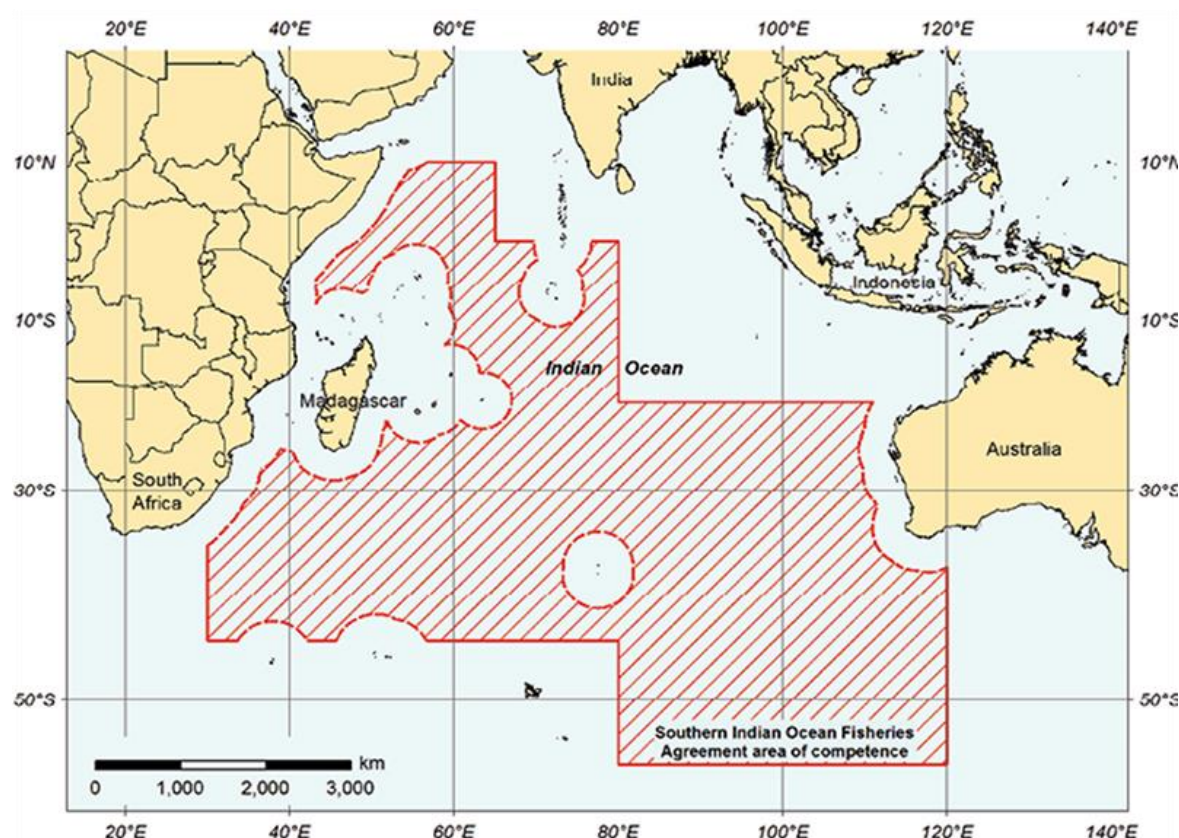 20°E 40°E 60°E 80°E 100°E 120°E 140°E
India
10°N 10°N
Indonesia
10°S 10°S
Indian Ocean
Madagascar
Australia
South
Africa
30°S 30°S
50°S 50°S
Southern Indian Ocean Fisheries
Agreement area of competence
km
0 1,000 2,000 3,000
20°E 40°E 60°E 80°E 100°E 120°E 140°E